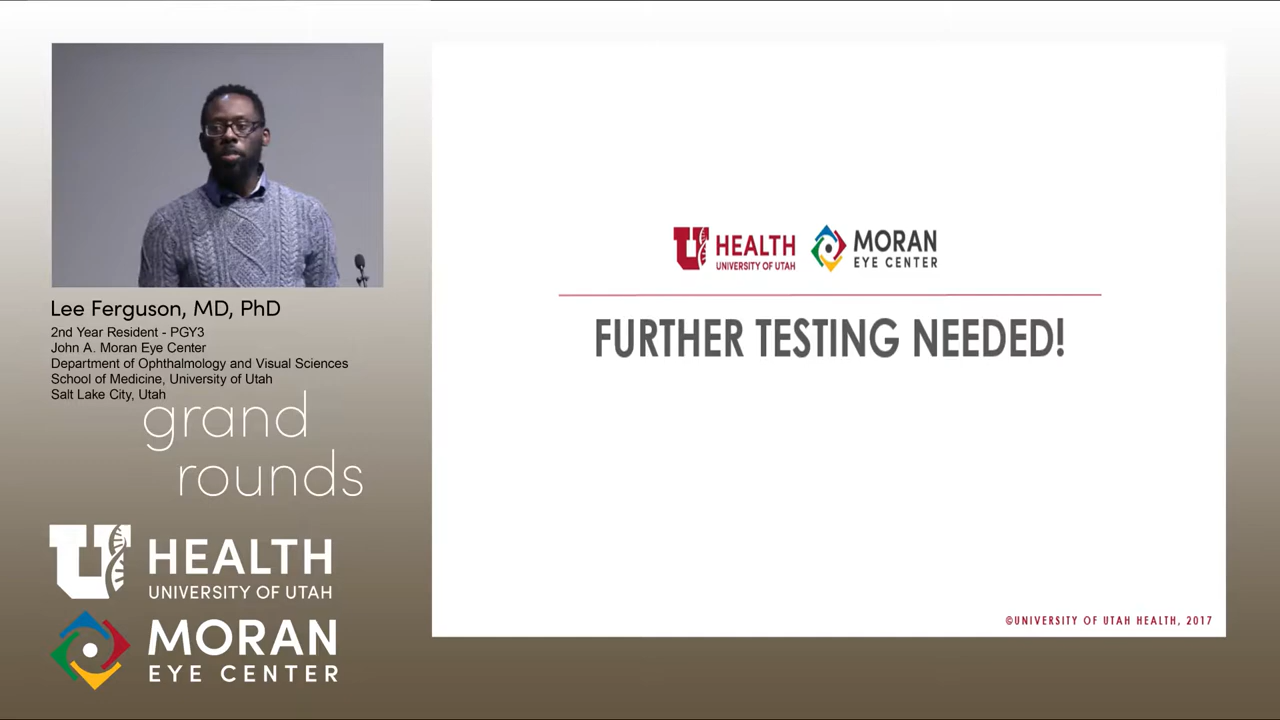 Lee Ferguson, MD, PhD
2nd Year Resident - PGY3
John A. Moran Eye Center
Department of Ophthalmology and Visual Sciences
School of Medicine, University of Utah
Salt Lake City, Utah
grand
rounds
U HEALTH
UNIVERSITY OF UTAH
MORAN
EYE CENTER
U HEALTH
UNIVERSITY OF UTAH
MORAN
EYE CENTER
FURTHER TESTING NEEDED!
©UNIVERSITY OF UTAH HEALTH, 2017